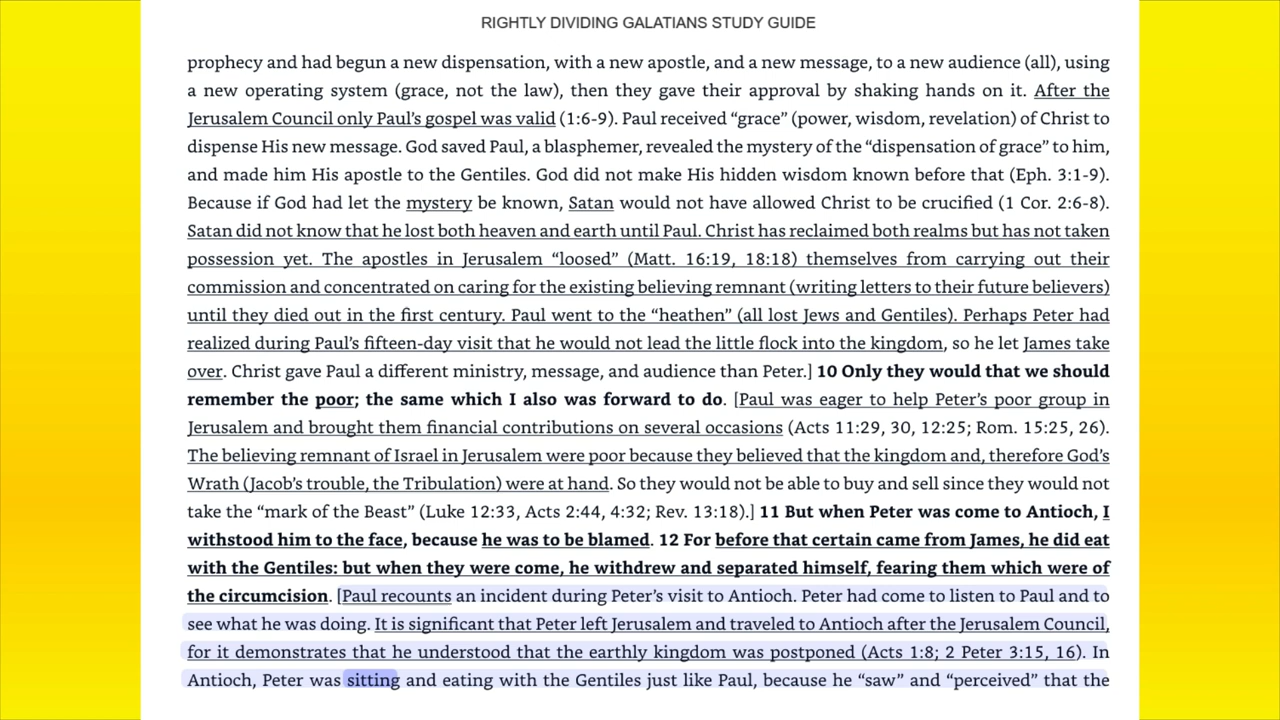 RIGHTLY DIVIDING GALATIANS STUDY GUIDE
prophecy and had begun a new dispensation, with a new apostle, and a new message, to a new audience (all), using
a new operating system (grace, not the law), then they gave their approval by shaking hands on it. After the
Jerusalem Council only Paul’s gospel was valid (1:6-9). Paul received “grace” (power, wisdom, revelation) of Christ to
dispense His new message. God saved Paul, a blasphemer, revealed the mystery of the “dispensation of grace” to him,
and made him His apostle to the Gentiles. God did not make His hidden wisdom known before that (Eph. 3:1-9).
Because if God had let the mystery be known, Satan would not have allowed Christ to be crucified (1 Cor. 2:6-8).
Satan did not know that he lost both heaven and earth until Paul. Christ has reclaimed both realms but has not taken
possession yet. The apostles in Jerusalem “loosed” (Matt. 16:19, 18:18) themselves from carrying out their
commission and concentrated on caring for the existing believing remnant (writing letters to their future believers)
until they died out in the first century. Paul went to the “heathen” (all lost Jews and Gentiles). Perhaps Peter had
realized during Paul’s fifteen-day visit that he would not lead the little flock into the kingdom, so he let James take
over. Christ gave Paul a different ministry, message, and audience than Peter.] 10 Only they would that we should
remember the poor; the same which I also was forward to do. [Paul was eager to help Peter’s poor group in
Jerusalem and brought them financial contributions on several occasions (Acts 11:29, 30, 12:25; Rom. 15:25, 26).
The believing remnant of Israel in Jerusalem were poor because they believed that the kingdom and, therefore God’s
Wrath (Jacob’s trouble, the Tribulation) were at hand. So they would not be able to buy and sell since they would not
take the “mark of the Beast” (Luke 12:33, Acts 2:44, 4:32; Rev. 13:18).] 11 But when Peter was come to Antioch, I
withstood him to the face, because he was to be blamed. 12 For before that certain came from James, he did eat
with the Gentiles: but when they were come, he withdrew and separated himself, fearing them which were of
the circumcision. [Paul recounts an incident during Peter’s visit to Antioch. Peter had come to listen to Paul and to
see what he was doing. It is significant that Peter left Jerusalem and traveled to Antioch after the Jerusalem Council,
for it demonstrates that he understood that the earthly kingdom was postponed (Acts 1:8; 2 Peter 3:15, 16). In
Antioch, Peter was sitting and eating with the Gentiles just like Paul, because he “saw” and “perceived” that the